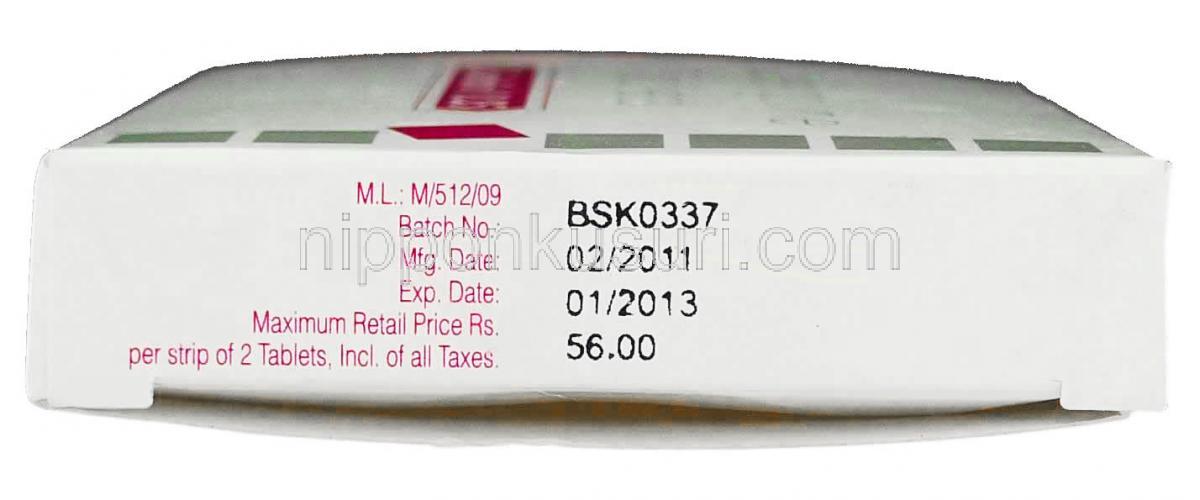 M.L.: M/512/09
Batch No.: BSK0337
Mfg. Date: 02/2011
Exp. Date: 01/2013
Maximum Retail Price Rs.
per strip of 2 Tablets, Incl. of all Taxes. 56.00
nipponkusuri.com